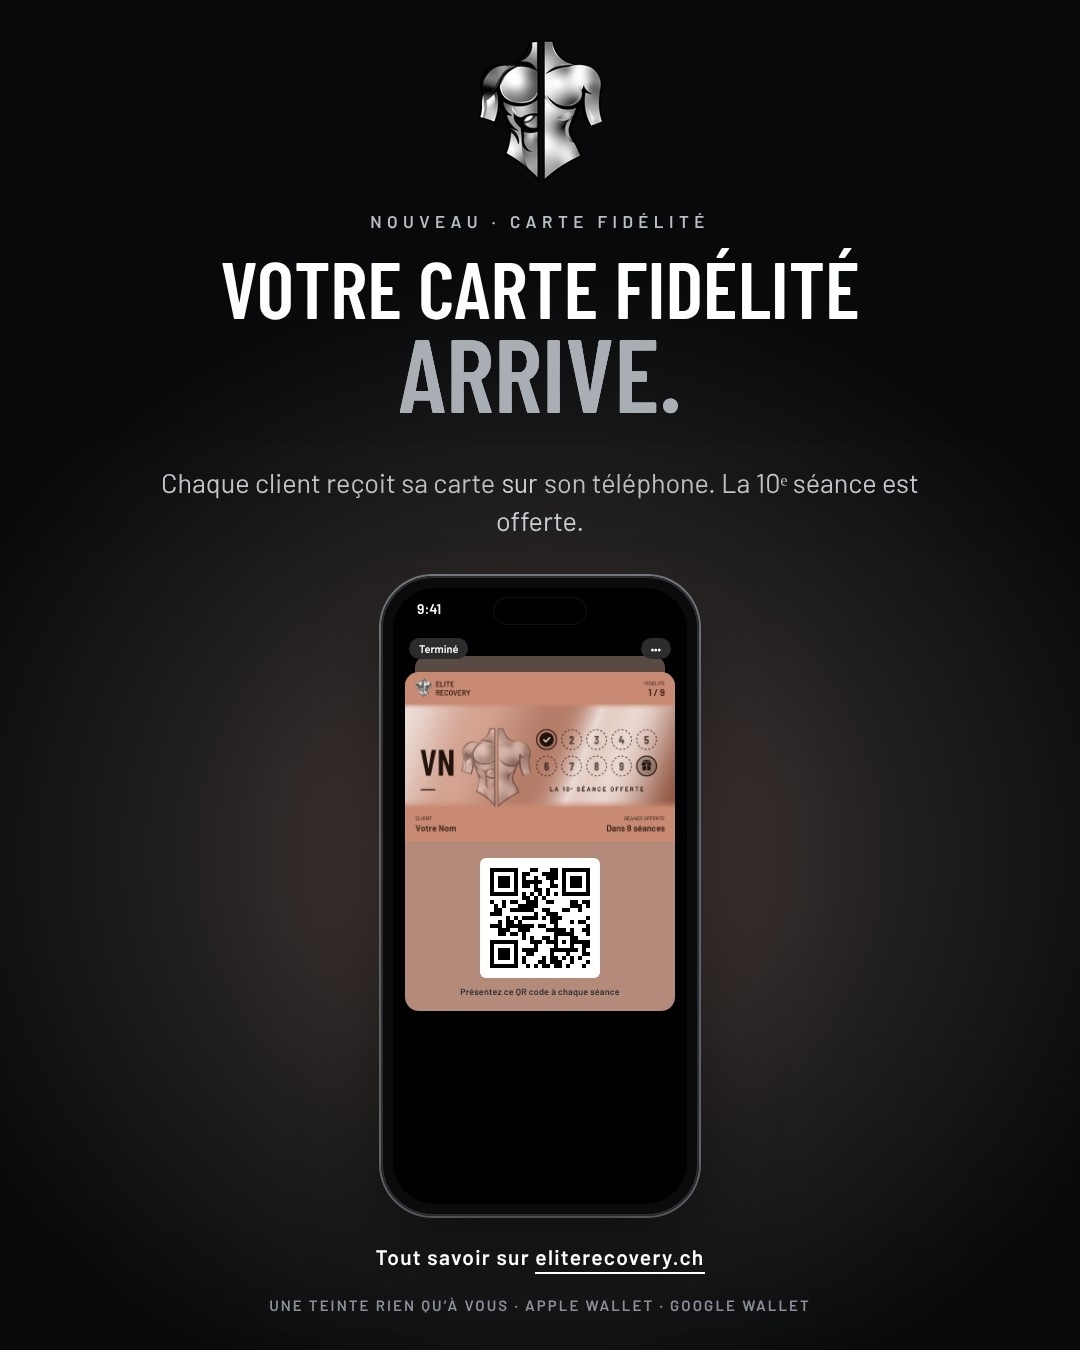 NOUVEAU · CARTE FIDÉLITÉ
VOTRE CARTE FIDÉLITÉ
ARRIVE.
Chaque client reçoit sa carte sur son téléphone. La 10ᵉ séance est
offerte.
9:41
Terminé
•••
ELITE
RECOVERY
FIDÉLITÉ
1 / 9
VN
2 3 4 5
6 7 8 9
LA 10ᵉ SÉANCE OFFERTE
CLIENT
SÉANCE OFFERTE
Votre Nom
Dans 8 séances
Présentez ce QR code à chaque séance
Tout savoir sur eliterecovery.ch
UNE TEINTE RIEN QU'À VOUS · APPLE WALLET · GOOGLE WALLET